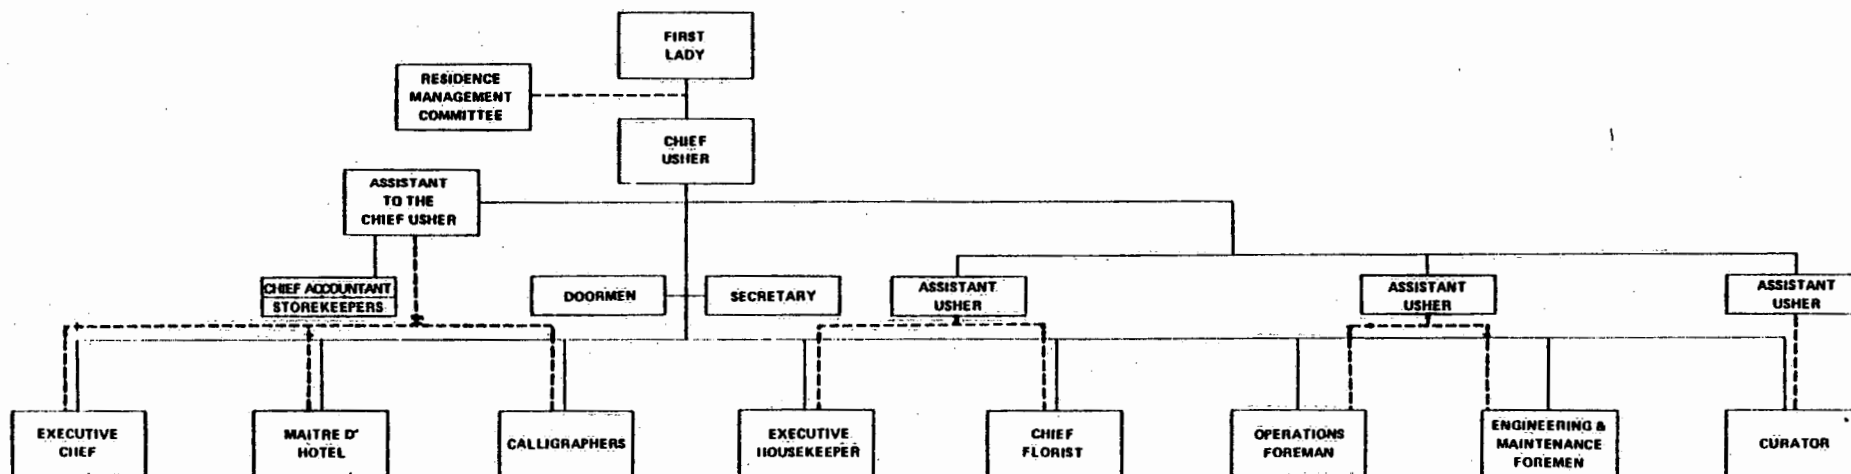 FIRST
LADY
RESIDENCE
MANAGEMENT
COMMITTEE
CHIEF
USHER
ASSISTANT
TO THE
CHIEF USHER
CHIEF ACCOUNTANT
STOREKEEPERS
DOORMEN
SECRETARY
ASSISTANT
USHER
ASSISTANT
USHER
ASSISTANT
USHER
EXECUTIVE
CHEF
MAITRE D'
HOTEL
CALLIGRAPHERS
EXECUTIVE
HOUSEKEEPER
CHIEF
FLORIST
OPERATIONS
FOREMAN
ENGINEERING &
MAINTENANCE
FOREMEN
CURATOR